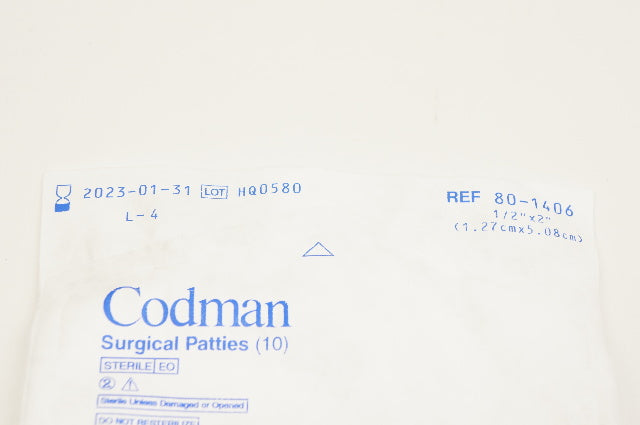 2023-01-31 LOT HQ0580
L-4
REF 80-1406
1/2"x2"
(1.27cmx5.08cm)
Codman
Surgical Patties (10)
STERILE EO
2
Sterile Unless Damaged or Opened
DO NOT RESTERILIZE